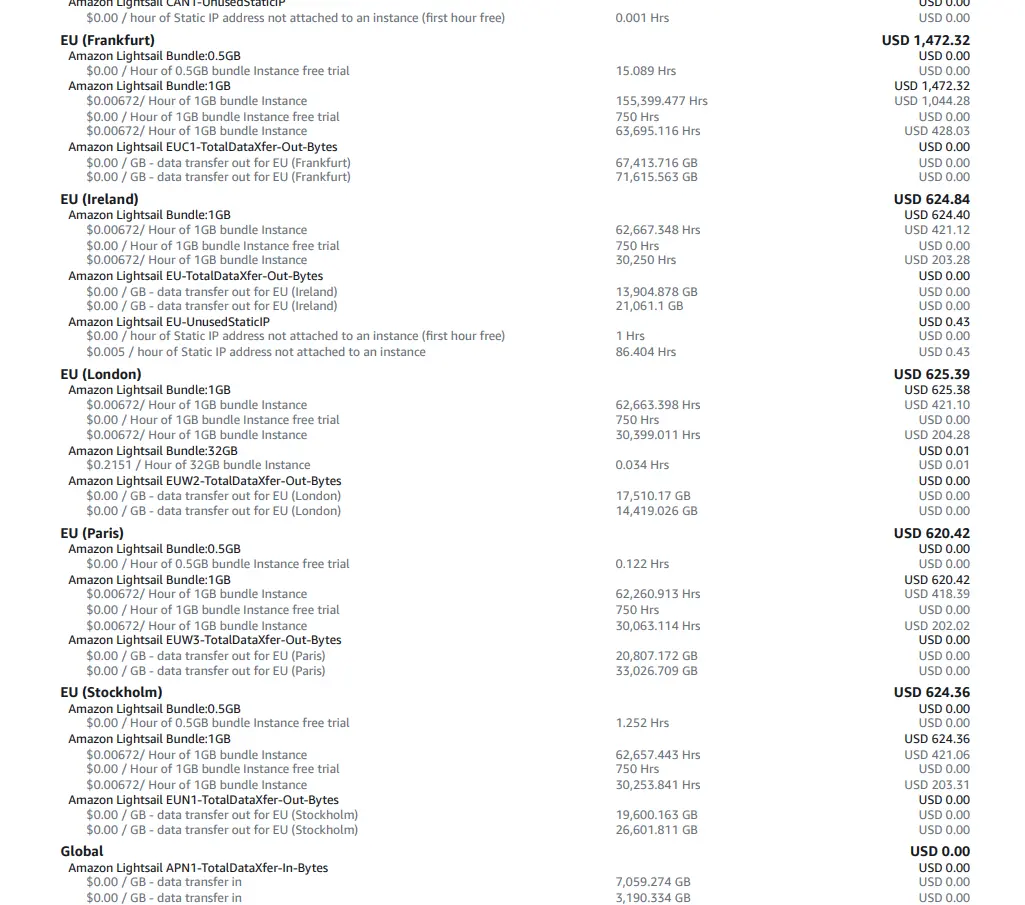 Amazon Lightsail CAN1-UnusedStaticIP USD 0.00
$0.00 / hour of Static IP address not attached to an instance (first hour free) 0.001 Hrs USD 0.00
EU (Frankfurt) USD 1,472.32
Amazon Lightsail Bundle:0.5GB USD 0.00
$0.00 / Hour of 0.5GB bundle Instance free trial 15.089 Hrs USD 0.00
Amazon Lightsail Bundle:1GB USD 1,472.32
$0.00672/ Hour of 1GB bundle Instance 155,399.477 Hrs USD 1,044.28
$0.00 / Hour of 1GB bundle Instance free trial 750 Hrs USD 0.00
$0.00672/ Hour of 1GB bundle Instance 63,695.116 Hrs USD 428.03
Amazon Lightsail EUC1-TotalDataXfer-Out-Bytes USD 0.00
$0.00 / GB - data transfer out for EU (Frankfurt) 67,413.716 GB USD 0.00
$0.00 / GB - data transfer out for EU (Frankfurt) 71,615.563 GB USD 0.00
EU (Ireland) USD 624.84
Amazon Lightsail Bundle:1GB USD 624.40
$0.00672/ Hour of 1GB bundle Instance 62,667.348 Hrs USD 421.12
$0.00 / Hour of 1GB bundle Instance free trial 750 Hrs USD 0.00
$0.00672/ Hour of 1GB bundle Instance 30,250 Hrs USD 203.28
Amazon Lightsail EU-TotalDataXfer-Out-Bytes USD 0.00
$0.00 / GB - data transfer out for EU (Ireland) 13,904.878 GB USD 0.00
$0.00 / GB - data transfer out for EU (Ireland) 21,061.1 GB USD 0.00
Amazon Lightsail EU-UnusedStaticIP USD 0.43
$0.00 / hour of Static IP address not attached to an instance (first hour free) 1 Hrs USD 0.00
$0.005 / hour of Static IP address not attached to an instance 86.404 Hrs USD 0.43
EU (London) USD 625.39
Amazon Lightsail Bundle:1GB USD 625.38
$0.00672/ Hour of 1GB bundle Instance 62,663.398 Hrs USD 421.10
$0.00 / Hour of 1GB bundle Instance free trial 750 Hrs USD 0.00
$0.00672/ Hour of 1GB bundle Instance 30,399.011 Hrs USD 204.28
Amazon Lightsail Bundle:32GB USD 0.01
$0.2151 / Hour of 32GB bundle Instance 0.034 Hrs USD 0.01
Amazon Lightsail EUW2-TotalDataXfer-Out-Bytes USD 0.00
$0.00 / GB - data transfer out for EU (London) 17,510.17 GB USD 0.00
$0.00 / GB - data transfer out for EU (London) 14,419.026 GB USD 0.00
EU (Paris) USD 620.42
Amazon Lightsail Bundle:0.5GB USD 0.00
$0.00 / Hour of 0.5GB bundle Instance free trial 0.122 Hrs USD 0.00
Amazon Lightsail Bundle:1GB USD 620.42
$0.00672/ Hour of 1GB bundle Instance 62,260.913 Hrs USD 418.39
$0.00 / Hour of 1GB bundle Instance free trial 750 Hrs USD 0.00
$0.00672/ Hour of 1GB bundle Instance 30,063.114 Hrs USD 202.02
Amazon Lightsail EUW3-TotalDataXfer-Out-Bytes USD 0.00
$0.00 / GB - data transfer out for EU (Paris) 20,807.172 GB USD 0.00
$0.00 / GB - data transfer out for EU (Paris) 33,026.709 GB USD 0.00
EU (Stockholm) USD 624.36
Amazon Lightsail Bundle:0.5GB USD 0.00
$0.00 / Hour of 0.5GB bundle Instance free trial 1.252 Hrs USD 0.00
Amazon Lightsail Bundle:1GB USD 624.36
$0.00672/ Hour of 1GB bundle Instance 62,657.443 Hrs USD 421.06
$0.00 / Hour of 1GB bundle Instance free trial 750 Hrs USD 0.00
$0.00672/ Hour of 1GB bundle Instance 30,253.841 Hrs USD 203.31
Amazon Lightsail EUN1-TotalDataXfer-Out-Bytes USD 0.00
$0.00 / GB - data transfer out for EU (Stockholm) 19,600.163 GB USD 0.00
$0.00 / GB - data transfer out for EU (Stockholm) 26,601.811 GB USD 0.00
Global USD 0.00
Amazon Lightsail APN1-TotalDataXfer-In-Bytes USD 0.00
$0.00 / GB - data transfer in 7,059.274 GB USD 0.00
$0.00 / GB - data transfer in 3,190.334 GB USD 0.00